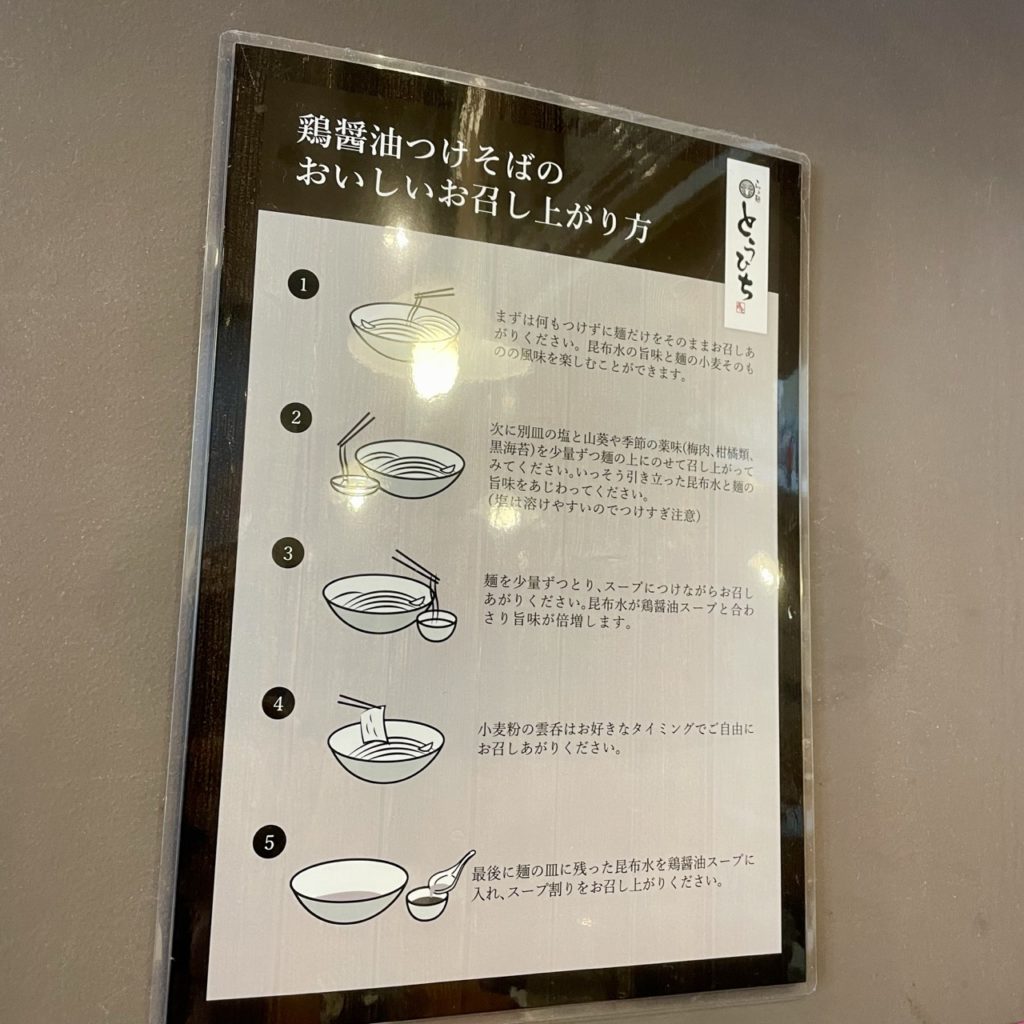 鶏醤油つけそばの
おいしいお召し上がり方
らぅ麺
とうひち
1
まずは何もつけずに麺だけをそのままお召しあ
がりください。昆布水の旨味と麺の小麦そのも
のの風味を楽しむことができます。
2
次に別皿の塩と山葵や季節の薬味(梅肉、柑橘類、
黒海苔)を少量ずつ麺の上にのせて召し上がって
みてください。いっそう引き立った昆布水と麺の
旨味をあじわってください。
(塩は溶けやすいのでつけすぎ注意)
3
麺を少量ずつとり、スープにつけながらお召し
あがりください。昆布水が鶏醤油スープと合わ
さり旨味が倍増します。
4
小麦粉の雲呑はお好きなタイミングでご自由に
お召しあがりください。
5
最後に麺の皿に残った昆布水を鶏醤油スープに
入れ、スープ割りをお召し上がりください。